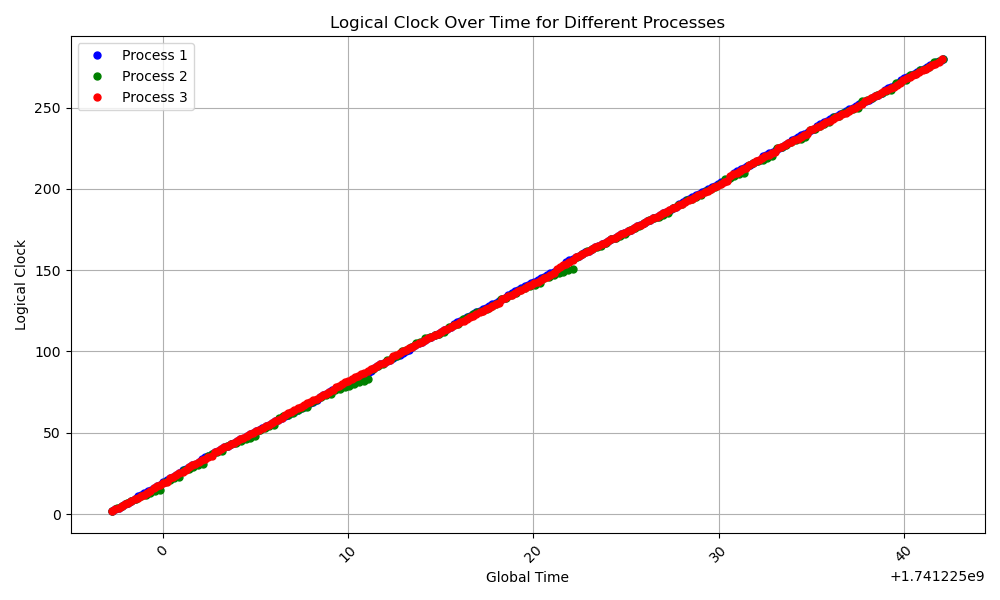 Logical Clock Over Time for Different Processes
Process 1
Process 2
Process 3
Logical Clock
250
200
150
100
50
0
0
10
20
30
40
Global Time
+1.741225e9